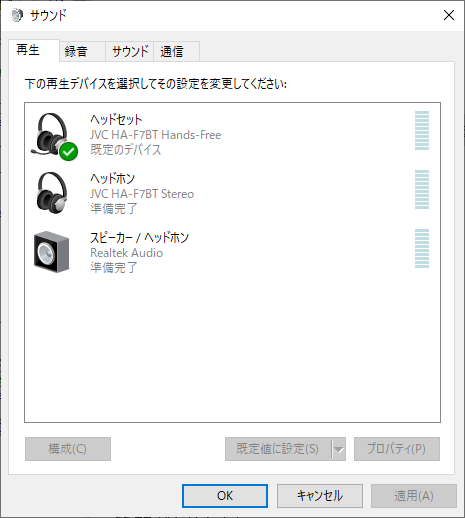 サウンド
再生
録音
サウンド
通信
下の再生デバイスを選択してその設定を変更してください:
ヘッドセット
JVC HA-F7BT Hands-Free
既定のデバイス
ヘッドホン
JVC HA-F7BT Stereo
準備完了
スピーカー / ヘッドホン
Realtek Audio
準備完了
構成(C)
既定値に設定(S)
プロパティ(P)
OK
キャンセル
適用(A)